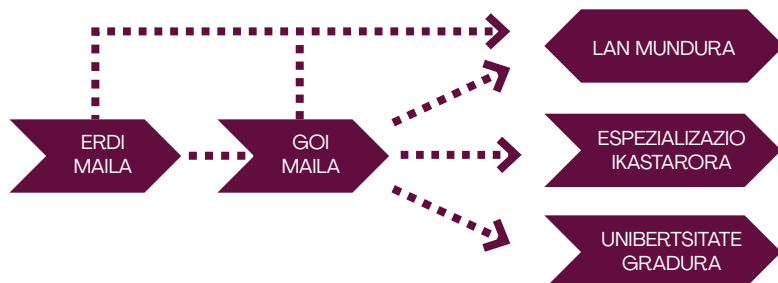 LAN MUNDURA
ERDI
MAILA
GOI
MAILA
ESPEZIALIZAZIO
IKASTARORA
UNIBERTSITATE
GRADURA